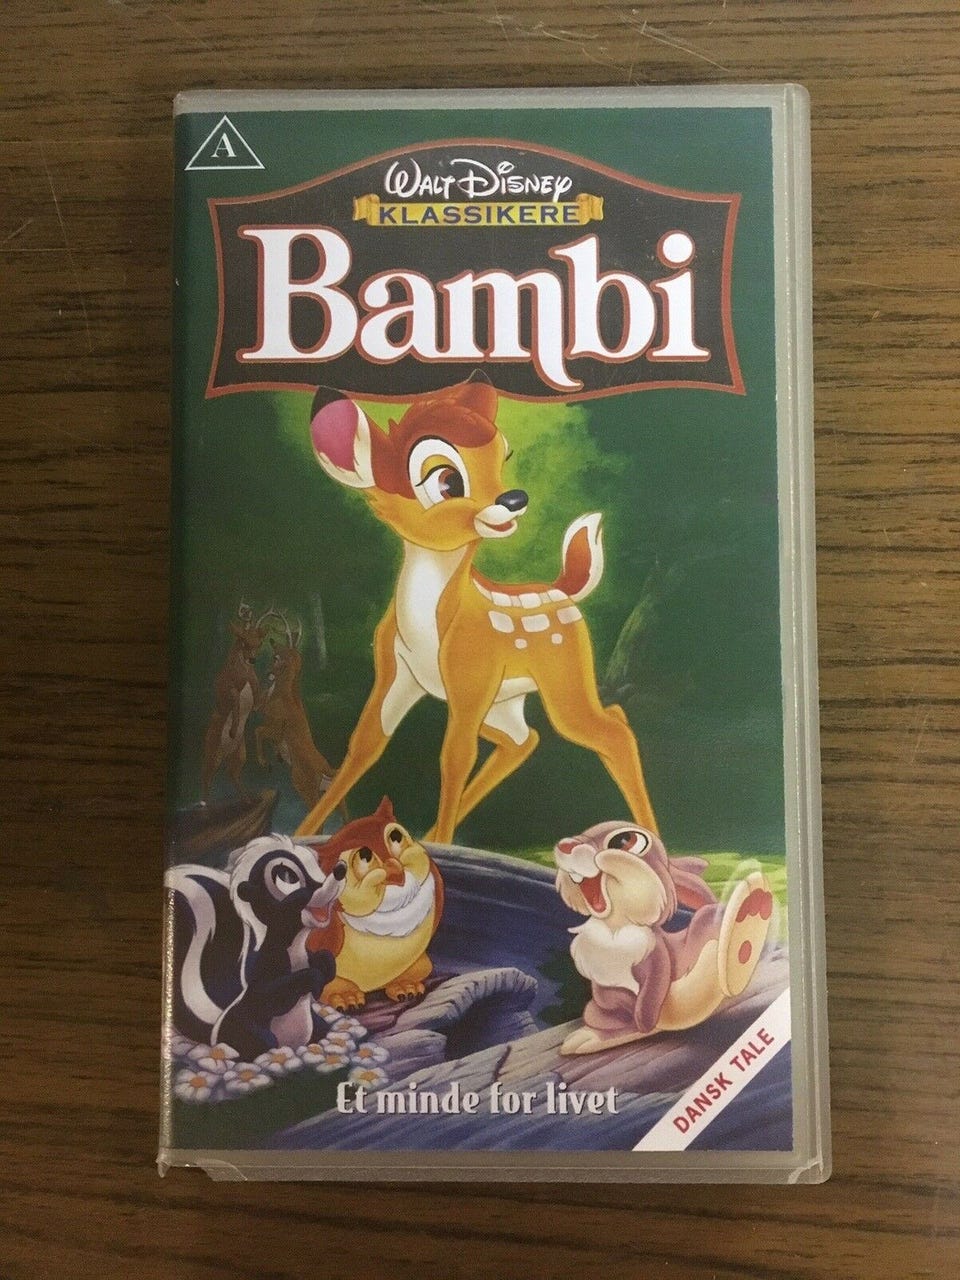 A
WALT DISNEY
KLASSIKERE
Bambi
Et minde for livet
DANSK TALE